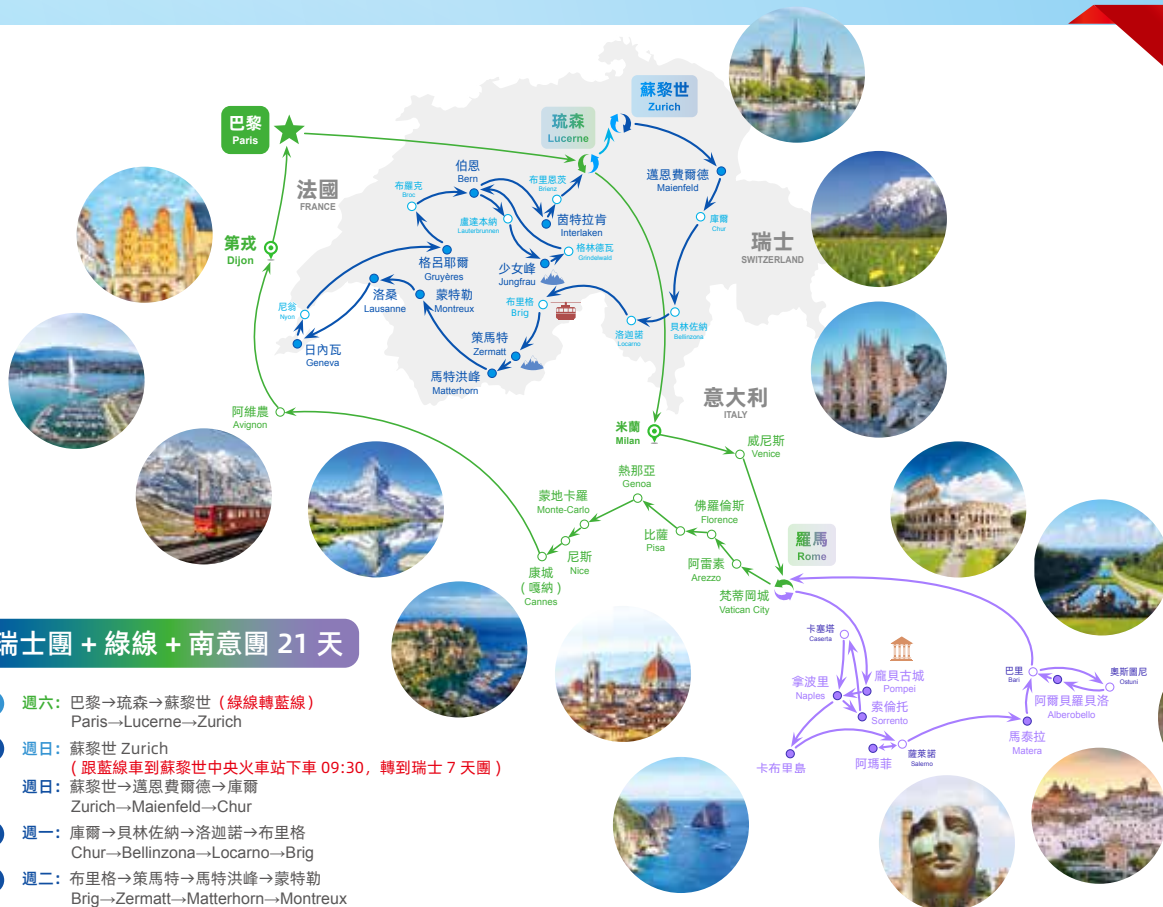 蘇黎世
Zurich
巴黎
Paris
琉森
Lucerne
伯恩
Bern
布里恩茨
Brienz
邁恩費爾德
Maienfeld
布羅克
Broc
法國
FRANCE
盧達本納
Lauterbrunnen
茵特拉肯
Interlaken
庫爾
Chur
瑞士
SWITZERLAND
第戎
Dijon
格呂耶爾
Gruyères
格林德瓦
Grindelwald
少女峰
Jungfrau
洛桑
Lausanne
蒙特勒
Montreux
布里格
Brig
尼翁
Nyon
洛迦諾
Locarno
貝林佐納
Bellinzona
日內瓦
Geneva
策馬特
Zermatt
馬特洪峰
Matterhorn
意大利
ITALY
阿維農
Avignon
米蘭
Milan
威尼斯
Venice
熱那亞
Genoa
蒙地卡羅
Monte-Carlo
佛羅倫斯
Florence
比薩
Pisa
羅馬
Rome
尼斯
Nice
阿雷素
Arezzo
康城
(嘎納)
Cannes
梵蒂岡城
Vatican City
卡塞塔
Caserta
拿波里
Naples
龐貝古城
Pompei
索倫托
Sorrento
巴里
Bari
奧斯圖尼
Ostuni
阿爾貝羅貝洛
Alberobello
馬泰拉
Matera
卡布里島
阿瑪菲
薩萊諾
Salerno
瑞士團 + 綠線 + 南意團 21 天
週六: 巴黎→琉森→蘇黎世 (綠線轉藍線)
Paris→Lucerne→Zurich
週日: 蘇黎世 Zurich
(跟藍線車到蘇黎世中央火車站下車 09:30, 轉到瑞士 7 天團)
週日: 蘇黎世→邁恩費爾德→庫爾
Zurich→Maienfeld→Chur
週一: 庫爾→貝林佐納→洛迦諾→布里格
Chur→Bellinzona→Locarno→Brig
週二: 布里格→策馬特→馬特洪峰→蒙特勒
Brig→Zermatt→Matterhorn→Montreux